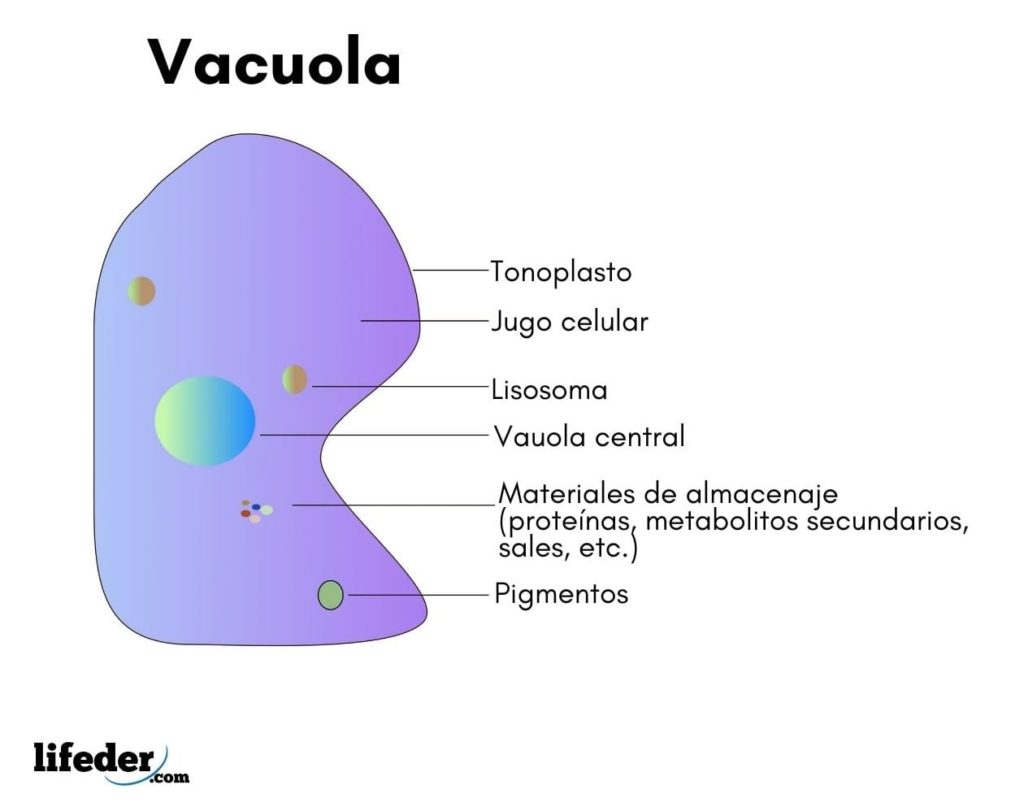 Vacuola
Tonoplasto
Jugo celular
Lisosoma
Vauola central
Materiales de almacenaje
(proteínas, metabolitos secundarios,
sales, etc.)
Pigmentos
lifeder
.com